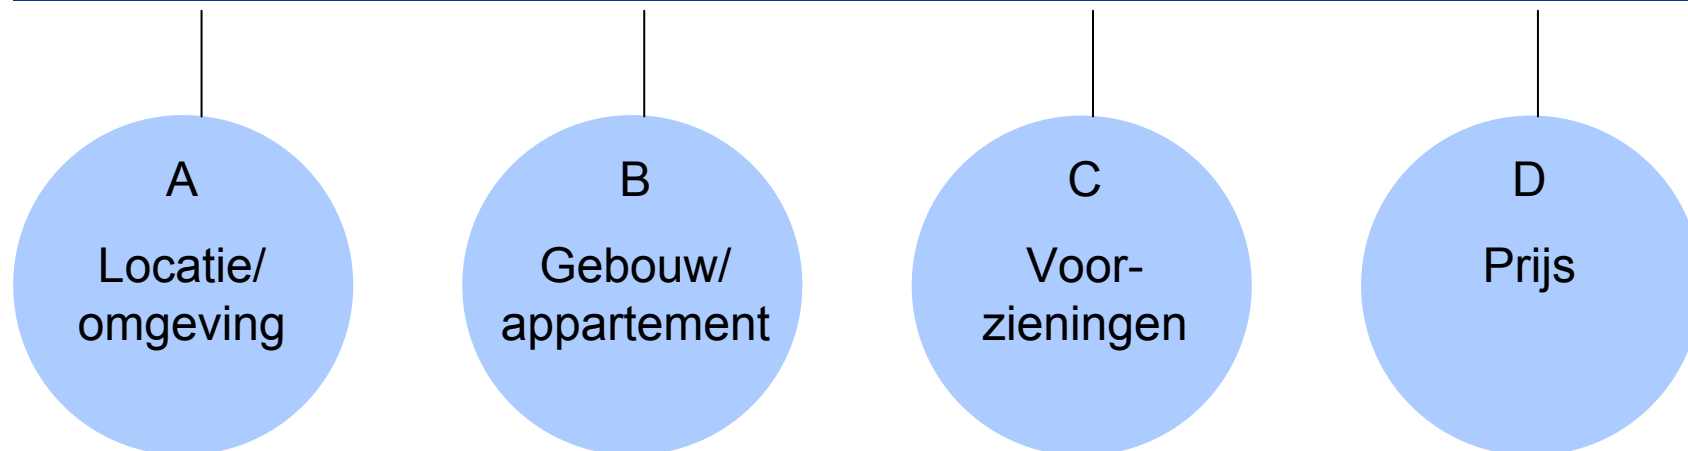 A
Locatie/
omgeving
B
Gebouw/
appartement
C
Voor-
zieningen
D
Prijs